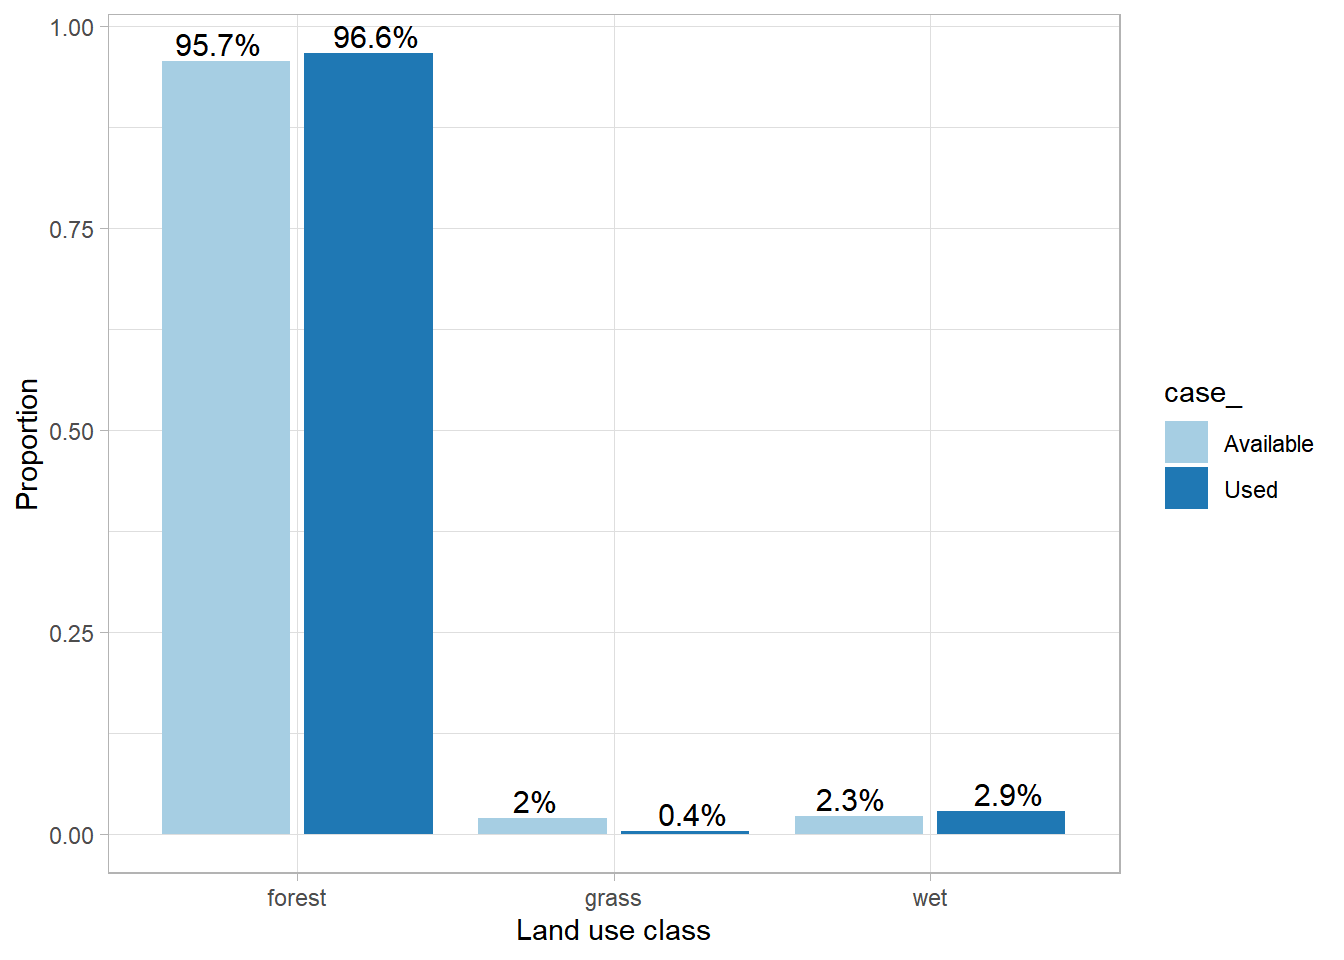 1.00
0.75
0.50
0.25
0.00
Proportion
95.7%
96.6%
2%
0.4%
2.3%
2.9%
forest
grass
wet
Land use class
case_
Available
Used